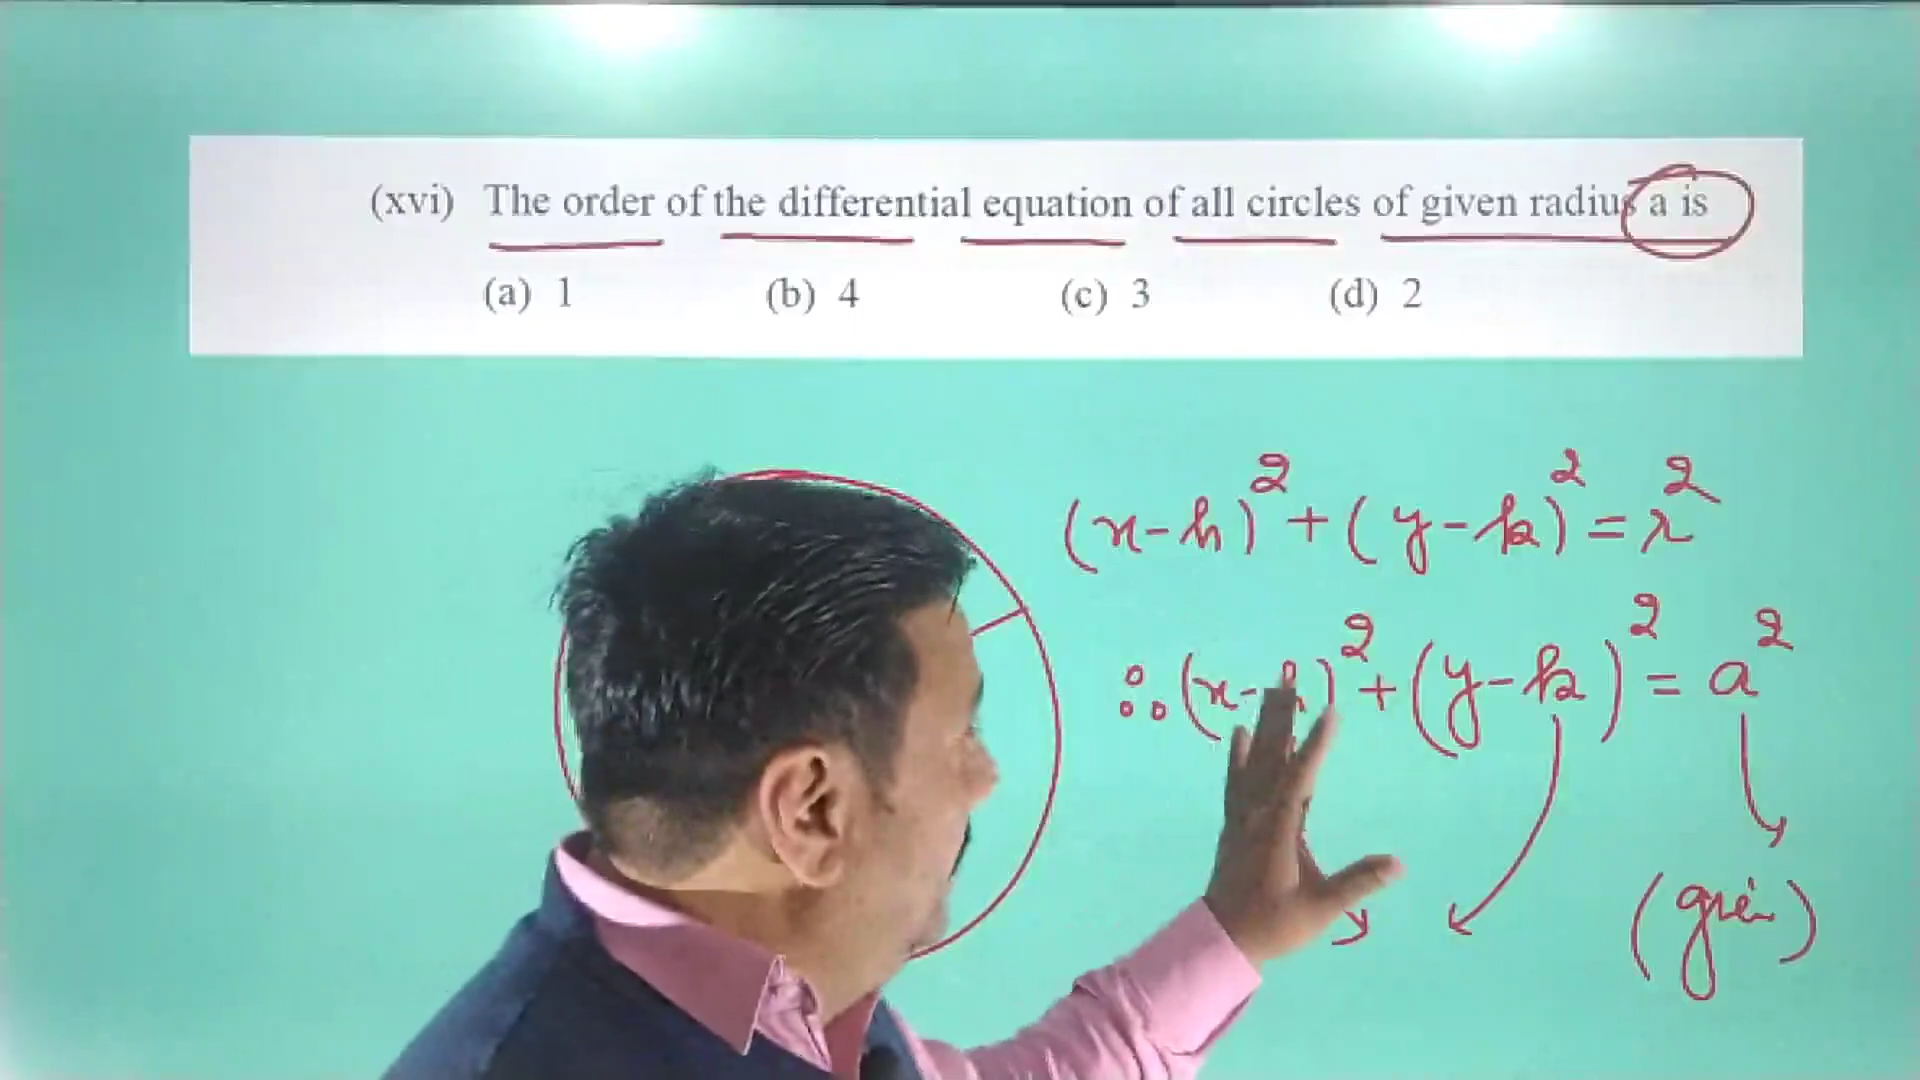 (xvi) The order of the differential equation of all circles of given radius a is
(a) 1 (b) 4 (c) 3 (d) 2
(x-h)² + (y-k)² = r²
∴ (x-h)² + (y-k)² = a²